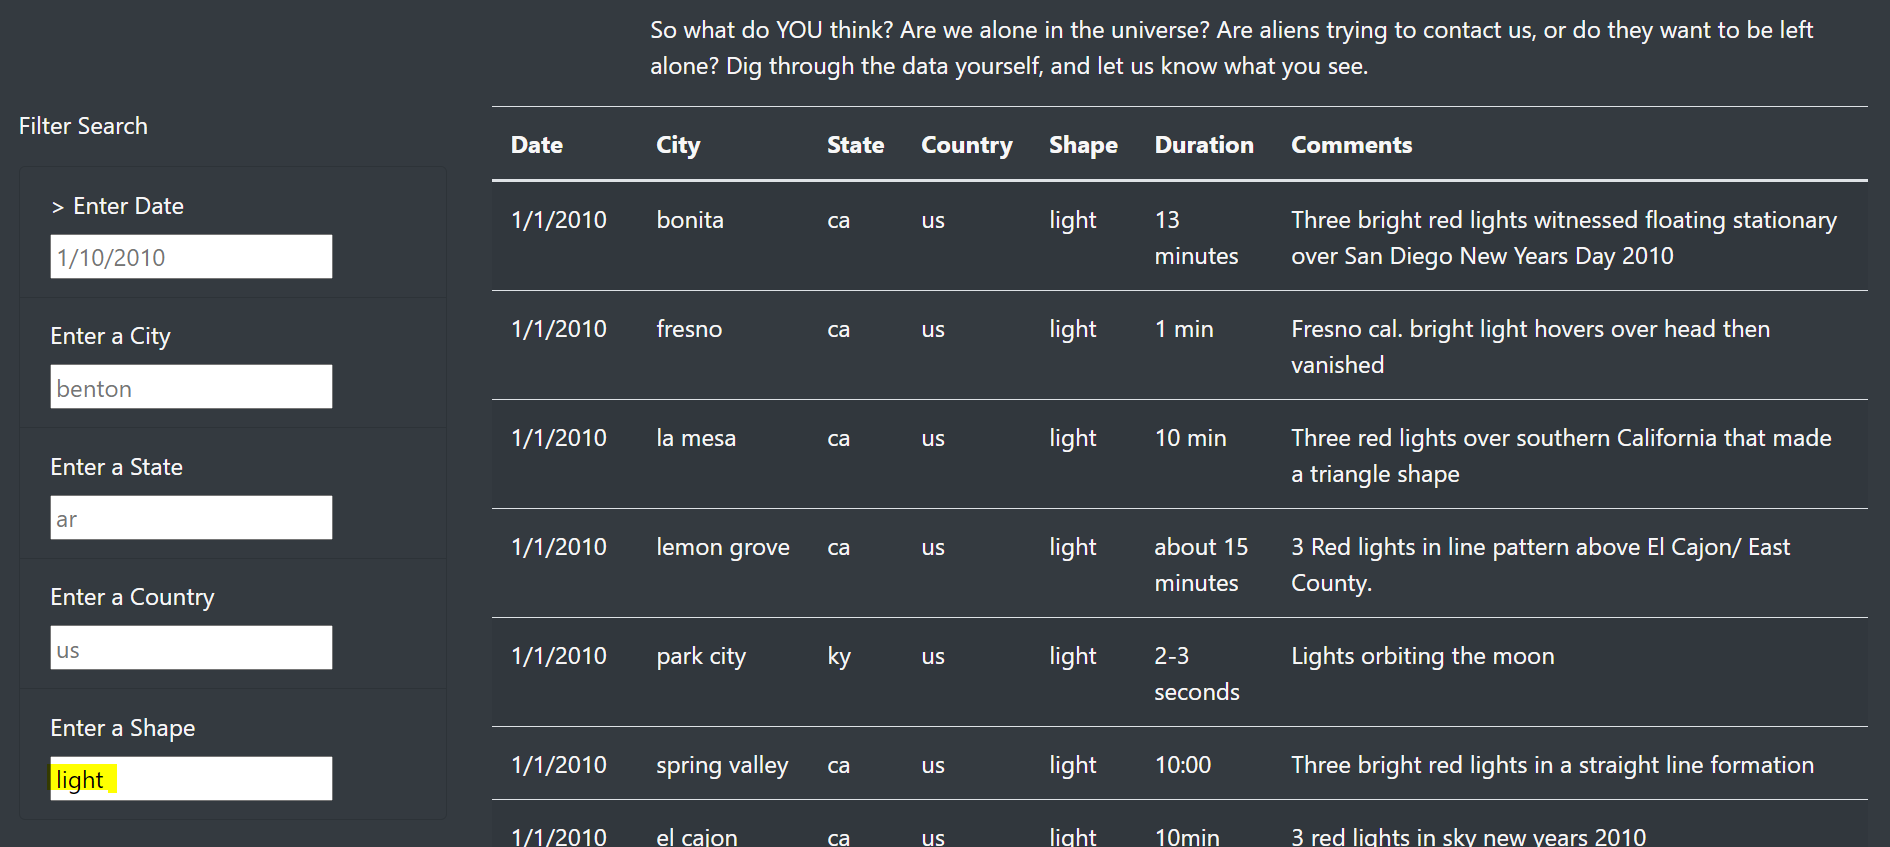 So what do YOU think? Are we alone in the universe? Are aliens trying to contact us, or do they want to be left
alone? Dig through the data yourself, and let us know what you see.
Filter Search
> Enter Date
1/10/2010
Enter a City
benton
Enter a State
ar
Enter a Country
us
Enter a Shape
light
Date City State Country Shape Duration Comments
1/1/2010 bonita ca us light 13 Three bright red lights witnessed floating stationary
minutes over San Diego New Years Day 2010
1/1/2010 fresno ca us light 1 min Fresno cal. bright light hovers over head then
vanished
1/1/2010 la mesa ca us light 10 min Three red lights over southern California that made
a triangle shape
1/1/2010 lemon grove ca us light about 15 3 Red lights in line pattern above El Cajon/ East
minutes County.
1/1/2010 park city ky us light 2-3 Lights orbiting the moon
seconds
1/1/2010 spring valley ca us light 10:00 Three bright red lights in a straight line formation
1/1/2010 el cajon ca us light 10min 3 red lights in sky new years 2010